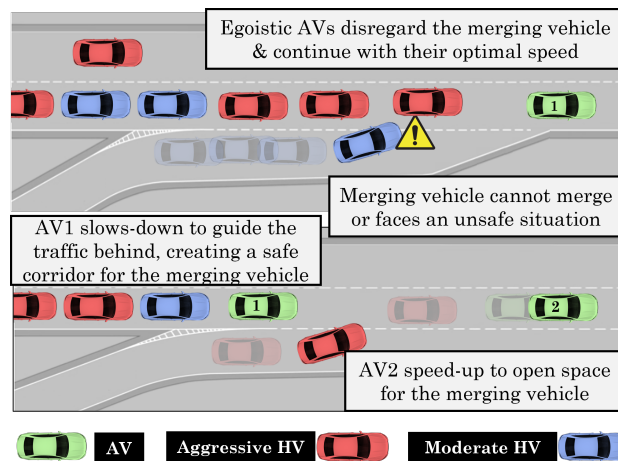 Egoistic AVs disregard the merging vehicle
& continue with their optimal speed
1
Merging vehicle cannot merge
or faces an unsafe situation
AV1 slows-down to guide the
traffic behind, creating a safe
corridor for the merging vehicle
1
2
AV2 speed-up to open space
for the merging vehicle
AV
Aggressive HV
Moderate HV